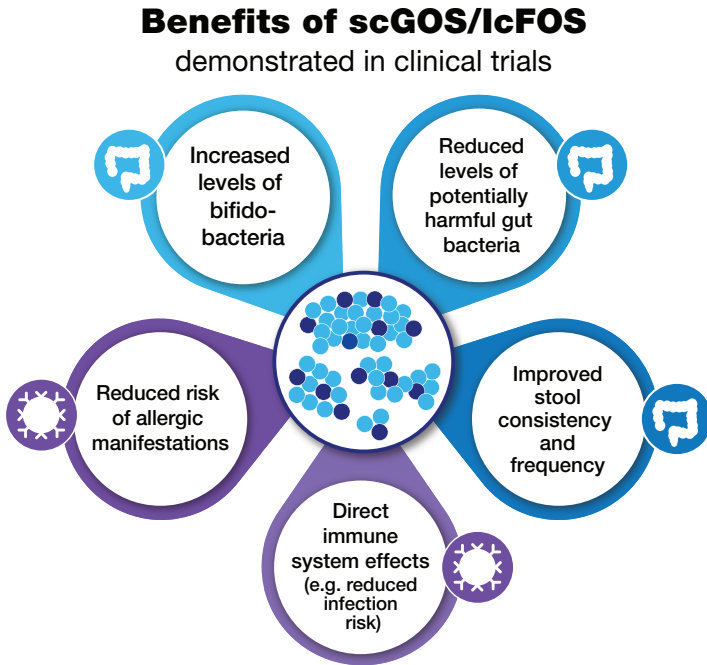 Benefits of scGOS/lcFOS
demonstrated in clinical trials
Increased
levels of
bifido-
bacteria
Reduced
levels of
potentially
harmful gut
bacteria
Reduced risk
of allergic
manifestations
Improved
stool
consistency
and
frequency
Direct
immune
system effects
(e.g. reduced
infection
risk)